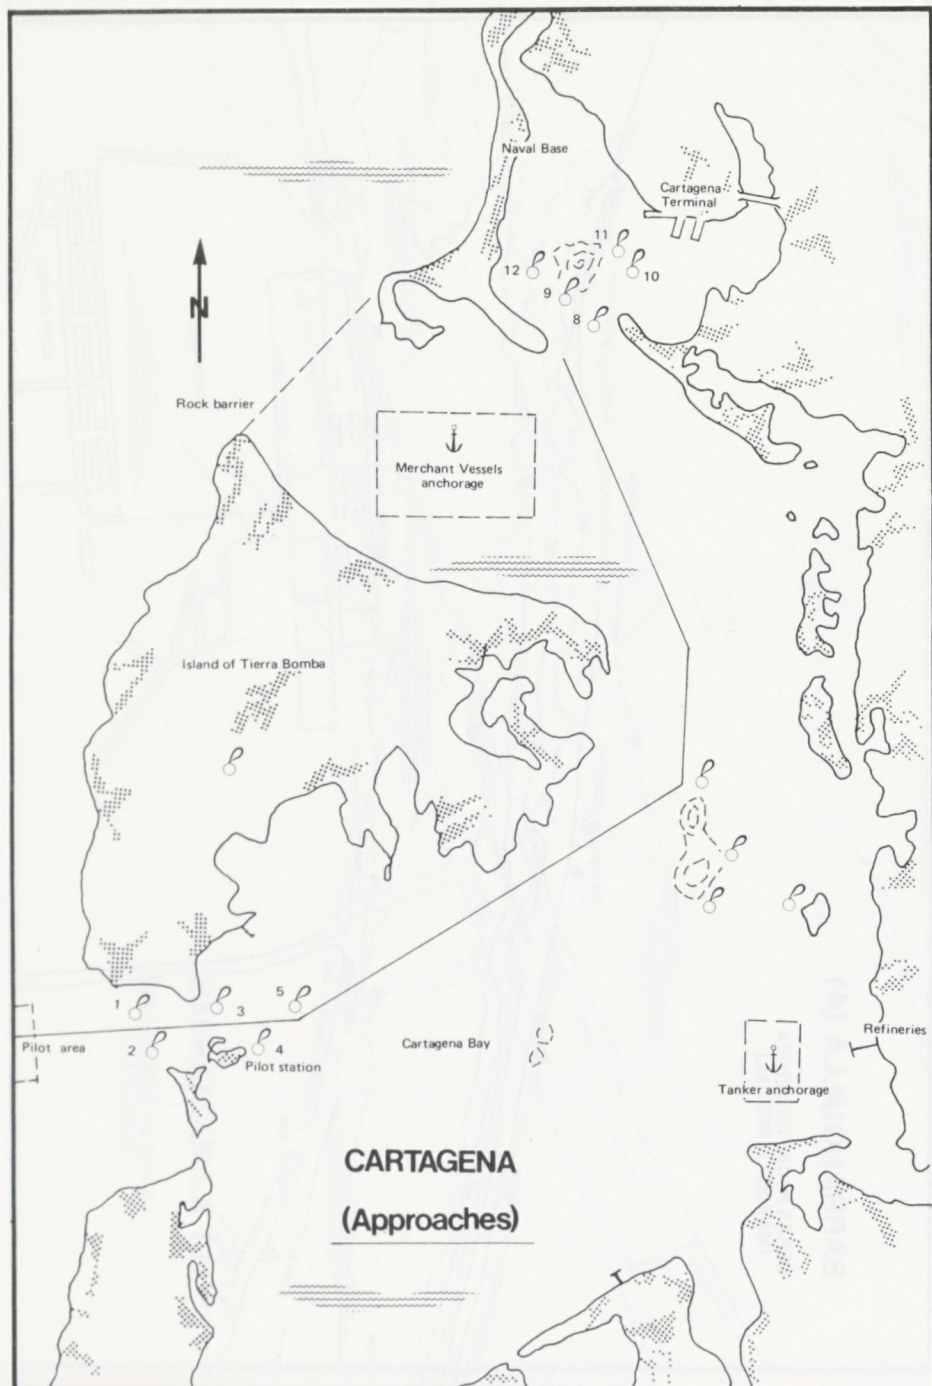 Naval Base
Cartagena
Terminal
11
12
10
9
8
N
Rock barrier
Merchant Vessels
anchorage
Island of Tierra Bomba
1
3
5
Pilot area
2
4
Pilot station
Cartagena Bay
Refineries
Tanker anchorage
CARTAGENA
(Approaches)